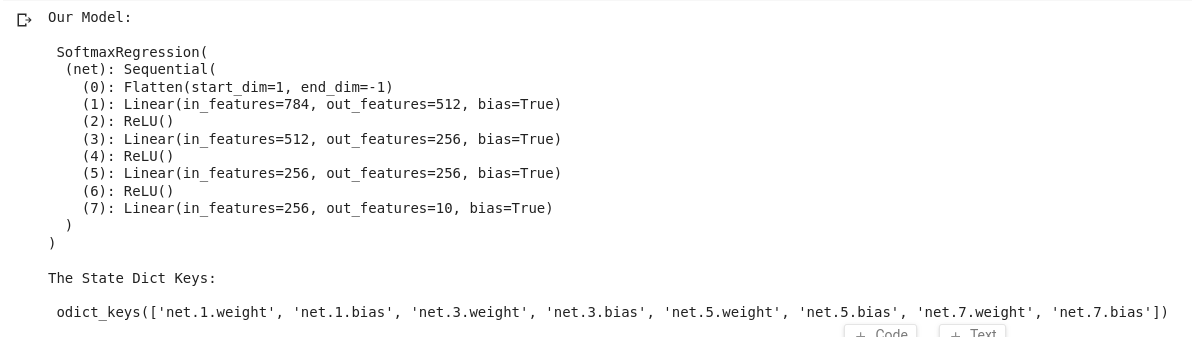 Our Model:
SoftmaxRegression(
(net): Sequential(
(0): Flatten(start_dim=1, end_dim=-1)
(1): Linear(in_features=784, out_features=512, bias=True)
(2): ReLU()
(3): Linear(in_features=512, out_features=256, bias=True)
(4): ReLU()
(5): Linear(in_features=256, out_features=256, bias=True)
(6): ReLU()
(7): Linear(in_features=256, out_features=10, bias=True)
)
)
The State Dict Keys:
odict_keys(['net.1.weight', 'net.1.bias', 'net.3.weight', 'net.3.bias', 'net.5.weight', 'net.5.bias', 'net.7.weight', 'net.7.bias'])
+ Code + Text